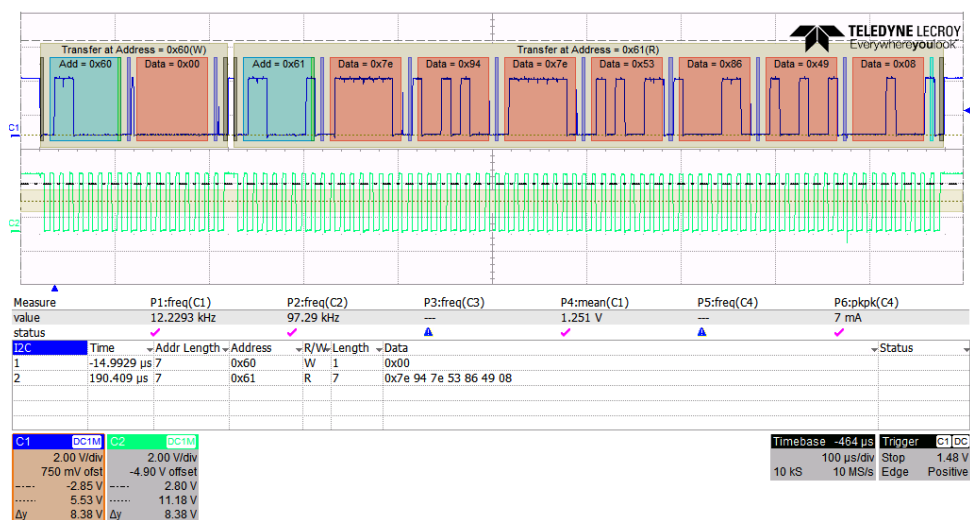 TELEDYNE LECROY
Everywhereyoulook
Transfer at Address = 0x60(W) Transfer at Address = 0x61(R)
Add = 0x60 Data = 0x00 Add = 0x61 Data = 0x7e Data = 0x94 Data = 0x7e Data = 0x53 Data = 0x86 Data = 0x49 Data = 0x08
C1
C2
Measure P1:freq(C1) P2:freq(C2) P3:freq(C3) P4:mean(C1) P5:freq(C4) P6:pkpk(C4)
value 12.2293 kHz 97.29 kHz --- 1.251 V --- 7 mA
status
I2C Time Addr Length Address R/W Length Data Status
1 -14.9929 µs 7 0x60 W 1 0x00
2 190.409 µs 7 0x61 R 7 0x7e 94 7e 53 86 49 08
C1 DC1M C2 DC1M Timebase -464 µs Trigger C1 DC
2.00 V/div 2.00 V/div 100 µs/div Stop 1.48 V
750 mV ofst -4.90 V offset 10 kS 10 MS/s Edge Positive
-2.85 V 2.80 V
5.53 V 11.18 V
Δy 8.38 V Δy 8.38 V